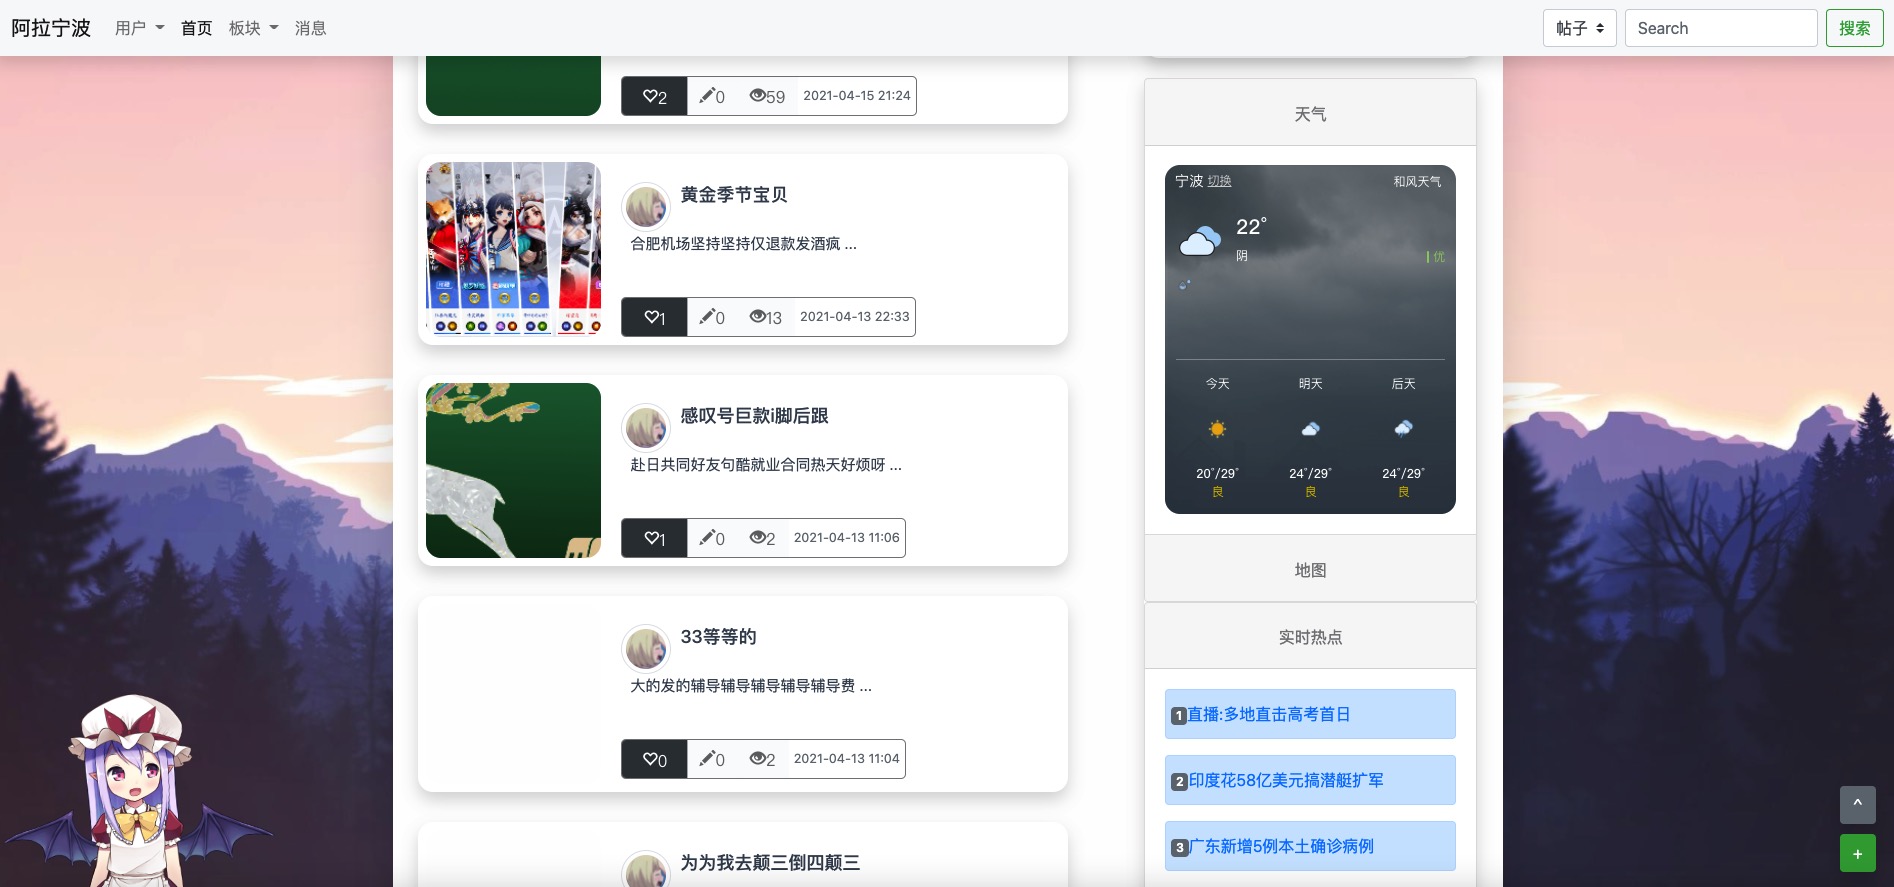 阿拉宁波 用户 首页 板块 消息 帖子 Search 搜索
2 0 59 2021-04-15 21:24
黄金季节宝贝
合肥机场坚持坚持仅退款发酒疯 ...
1 0 13 2021-04-13 22:33
感叹号巨款i脚后跟
赴日共同好友句酷就业合同热天好烦呀 ...
1 0 2 2021-04-13 11:06
33等等的
大的发的辅导辅导辅导辅导辅导费 ...
0 0 2 2021-04-13 11:04
为为我去颠三倒四颠三
天气
宁波 切换 和风天气
22°
阴
优
今天 明天 后天
20°/29° 24°/29° 24°/29°
良 良 良
地图
实时热点
1直播:多地直击高考首日
2印度花58亿美元搞潜艇扩军
3广东新增5例本土确诊病例
^
+